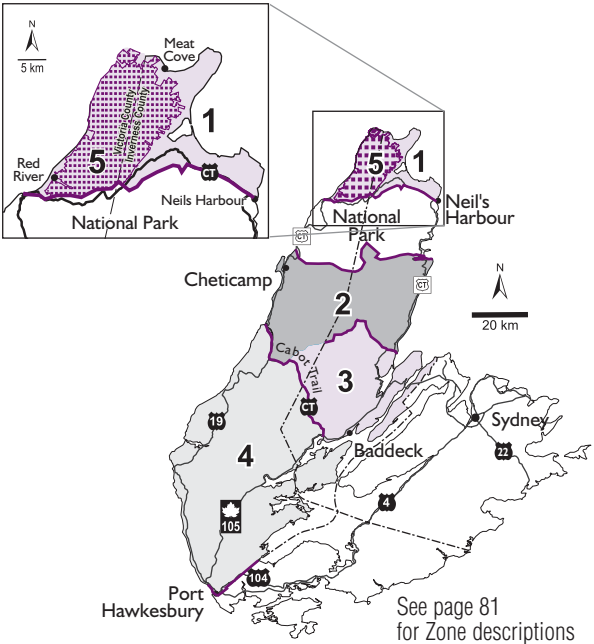 N
5 km
Meat
Cove
Victoria County
Inverness County
1
5
Red
River
CT
Neils Harbour
National Park
5
1
Neil's
Harbour
National
Park
CT
Cheticamp
CT
N
20 km
2
Cabot Trail
3
CT
19
Sydney
Baddeck
22
4
4
105
104
Port
Hawkesbury
See page 81
for Zone descriptions